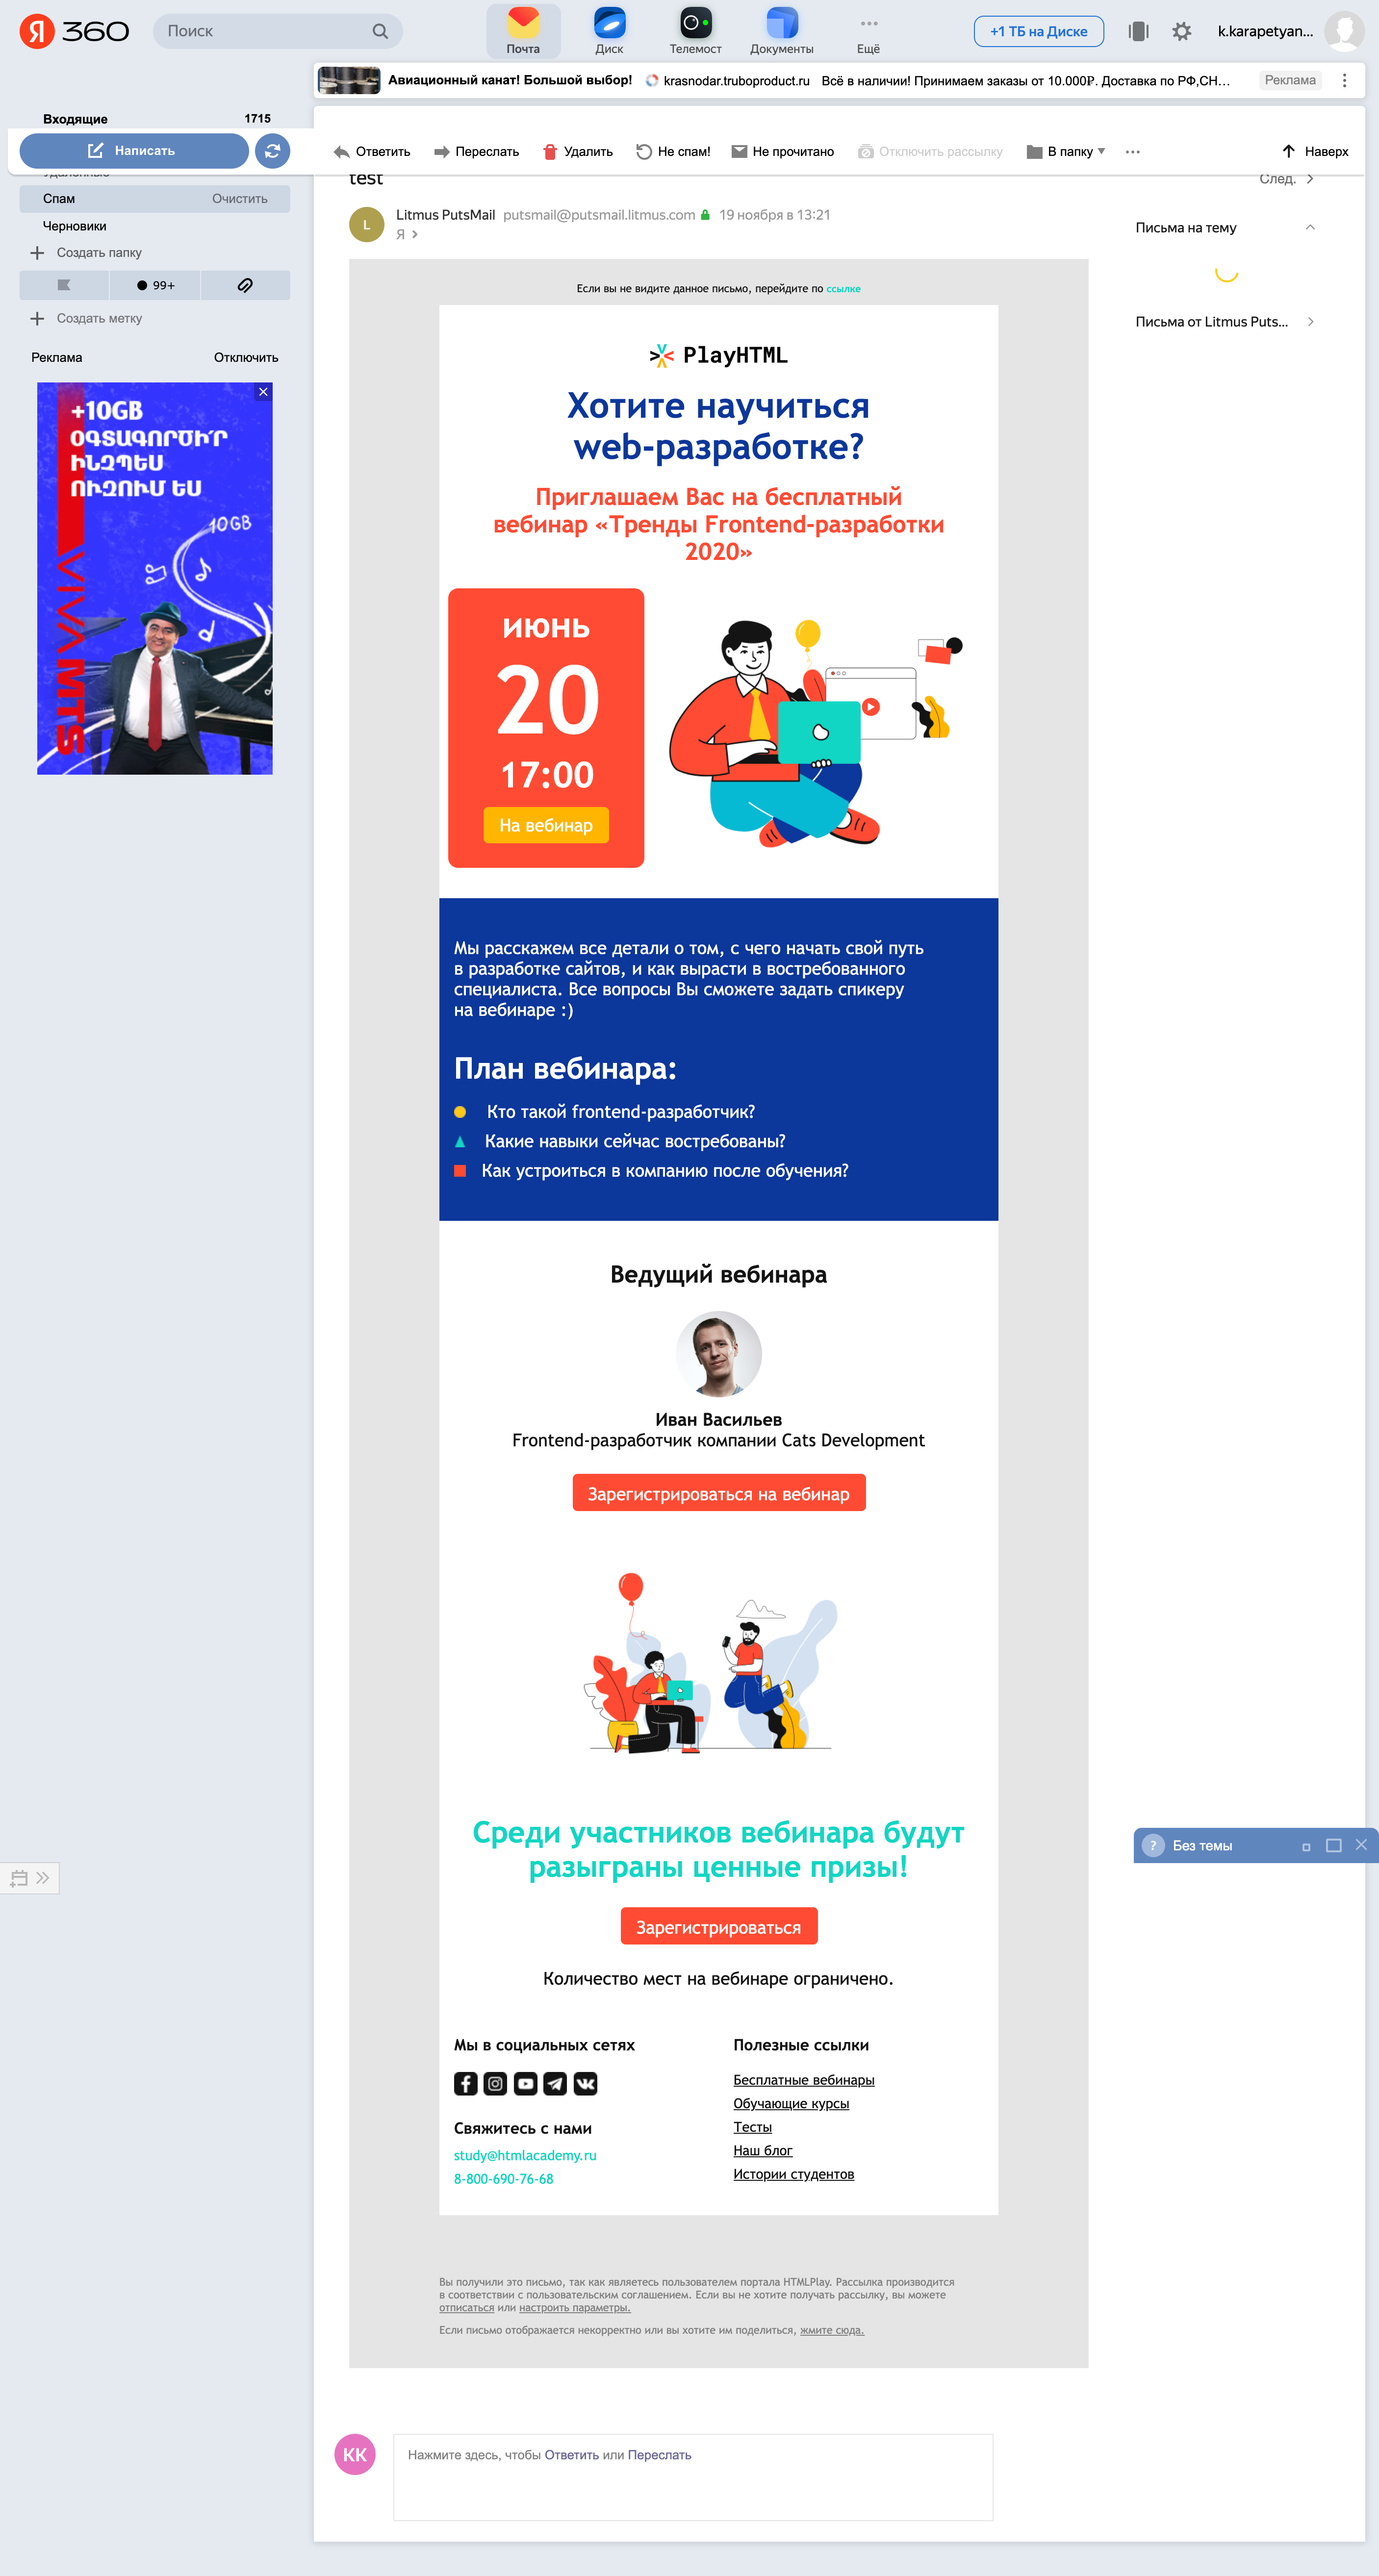 Я 360
Поиск
Почта
Диск
Телемост
Документы
Ещё
+1 ТБ на Диске
k.karapetyan...
Авиационный канат! Большой выбор! krasnodar.truboproduct.ru Всё в наличии! Принимаем заказы от 10.000₽. Доставка по РФ,СН... Реклама
Входящие 1715
Написать
Ответить Переслать Удалить Не спам! Не прочитано Отключить рассылку В папку Наверх
Удалённые
Спам Очистить
Черновики
Создать папку
99+
Создать метку
Реклама Отключить
+10GB
ՕԳՏԱԳՈՐԾԻ՛Ր
ԻՆՉՊԵՍ
ՈՒԶՈՒՄ ԵՍ
10GB
VIVAMTS
test
След.
L
Litmus PutsMail putsmail@putsmail.litmus.com 19 ноября в 13:21
Я
Письма на тему
Письма от Litmus Puts...
Если вы не видите данное письмо, перейдите по ссылке
PlayHTML
Хотите научиться
web-разработке?
Приглашаем Вас на бесплатный
вебинар «Тренды Frontend-разработки
2020»
июнь
20
17:00
На вебинар
Мы расскажем все детали о том, с чего начать свой путь
в разработке сайтов, и как вырасти в востребованного
специалиста. Все вопросы Вы сможете задать спикеру
на вебинаре :)
План вебинара:
Кто такой frontend-разработчик?
Какие навыки сейчас востребованы?
Как устроиться в компанию после обучения?
Ведущий вебинара
Иван Васильев
Frontend-разработчик компании Cats Development
Зарегистрироваться на вебинар
Среди участников вебинара будут
разыграны ценные призы!
? Без темы
Зарегистрироваться
Количество мест на вебинаре ограничено.
Мы в социальных сетях
Свяжитесь с нами
study@htmlacademy.ru
8-800-690-76-68
Полезные ссылки
Бесплатные вебинары
Обучающие курсы
Тесты
Наш блог
Истории студентов
Вы получили это письмо, так как являетесь пользователем портала HTMLPlay. Рассылка производится
в соответствии с пользовательским соглашением. Если вы не хотите получать рассылку, вы можете
отписаться или настроить параметры.
Если письмо отображается некорректно или вы хотите им поделиться, жмите сюда.
KK
Нажмите здесь, чтобы Ответить или Переслать